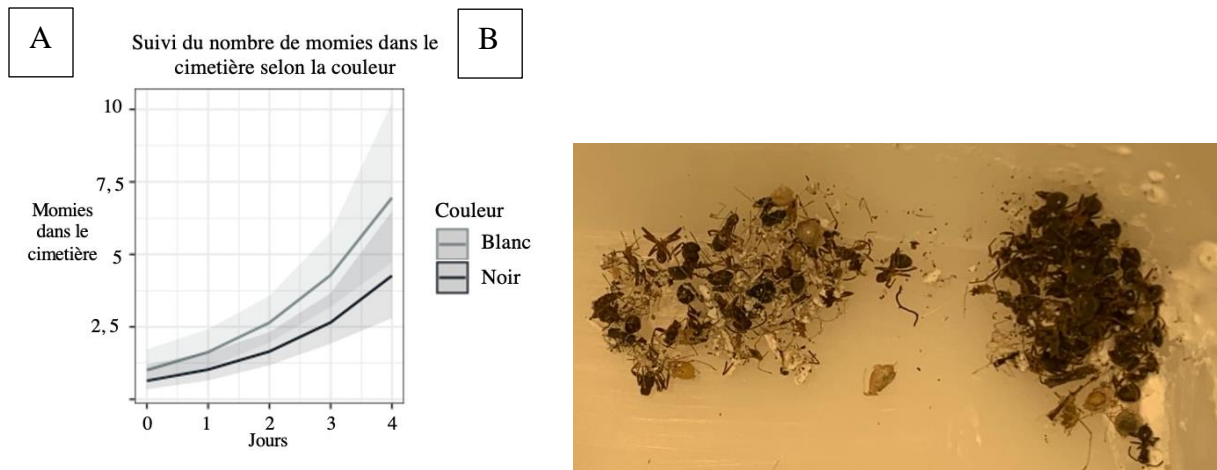 A
B
Suivi du nombre de momies dans le
cimetière selon la couleur
10
7,5
5
2,5
Momies
dans le
cimetière
0 1 2 3 4
Jours
Couleur
Blanc
Noir